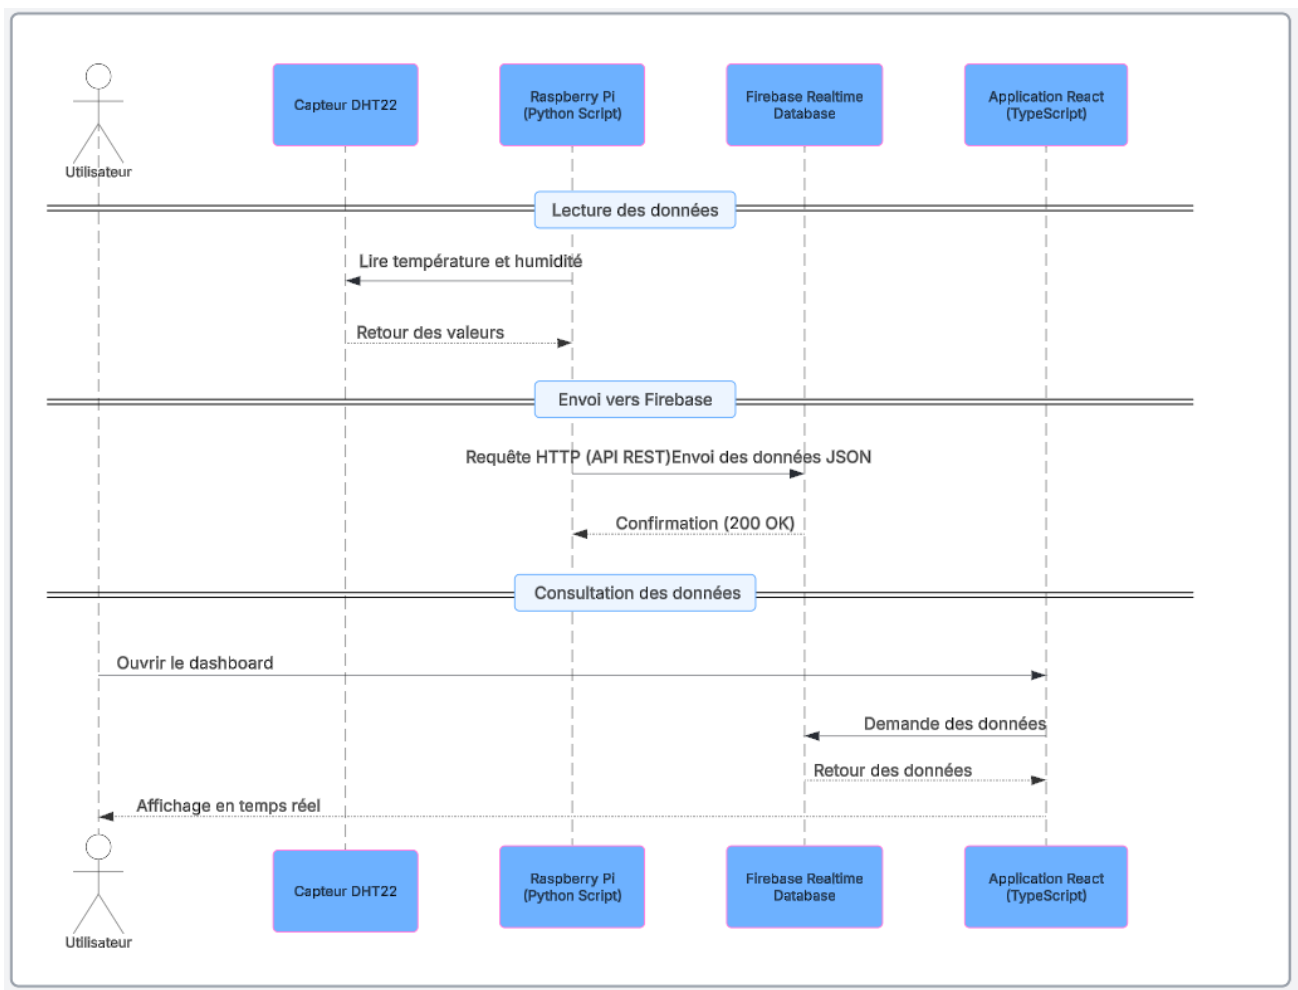 Utilisateur
Capteur DHT22
Raspberry Pi
(Python Script)
Firebase Realtime
Database
Application React
(TypeScript)
Lecture des données
Lire température et humidité
Retour des valeurs
Envoi vers Firebase
Requête HTTP (API REST)Envoi des données JSON
Confirmation (200 OK)
Consultation des données
Ouvrir le dashboard
Demande des données
Retour des données
Affichage en temps réel
Utilisateur
Capteur DHT22
Raspberry Pi
(Python Script)
Firebase Realtime
Database
Application React
(TypeScript)